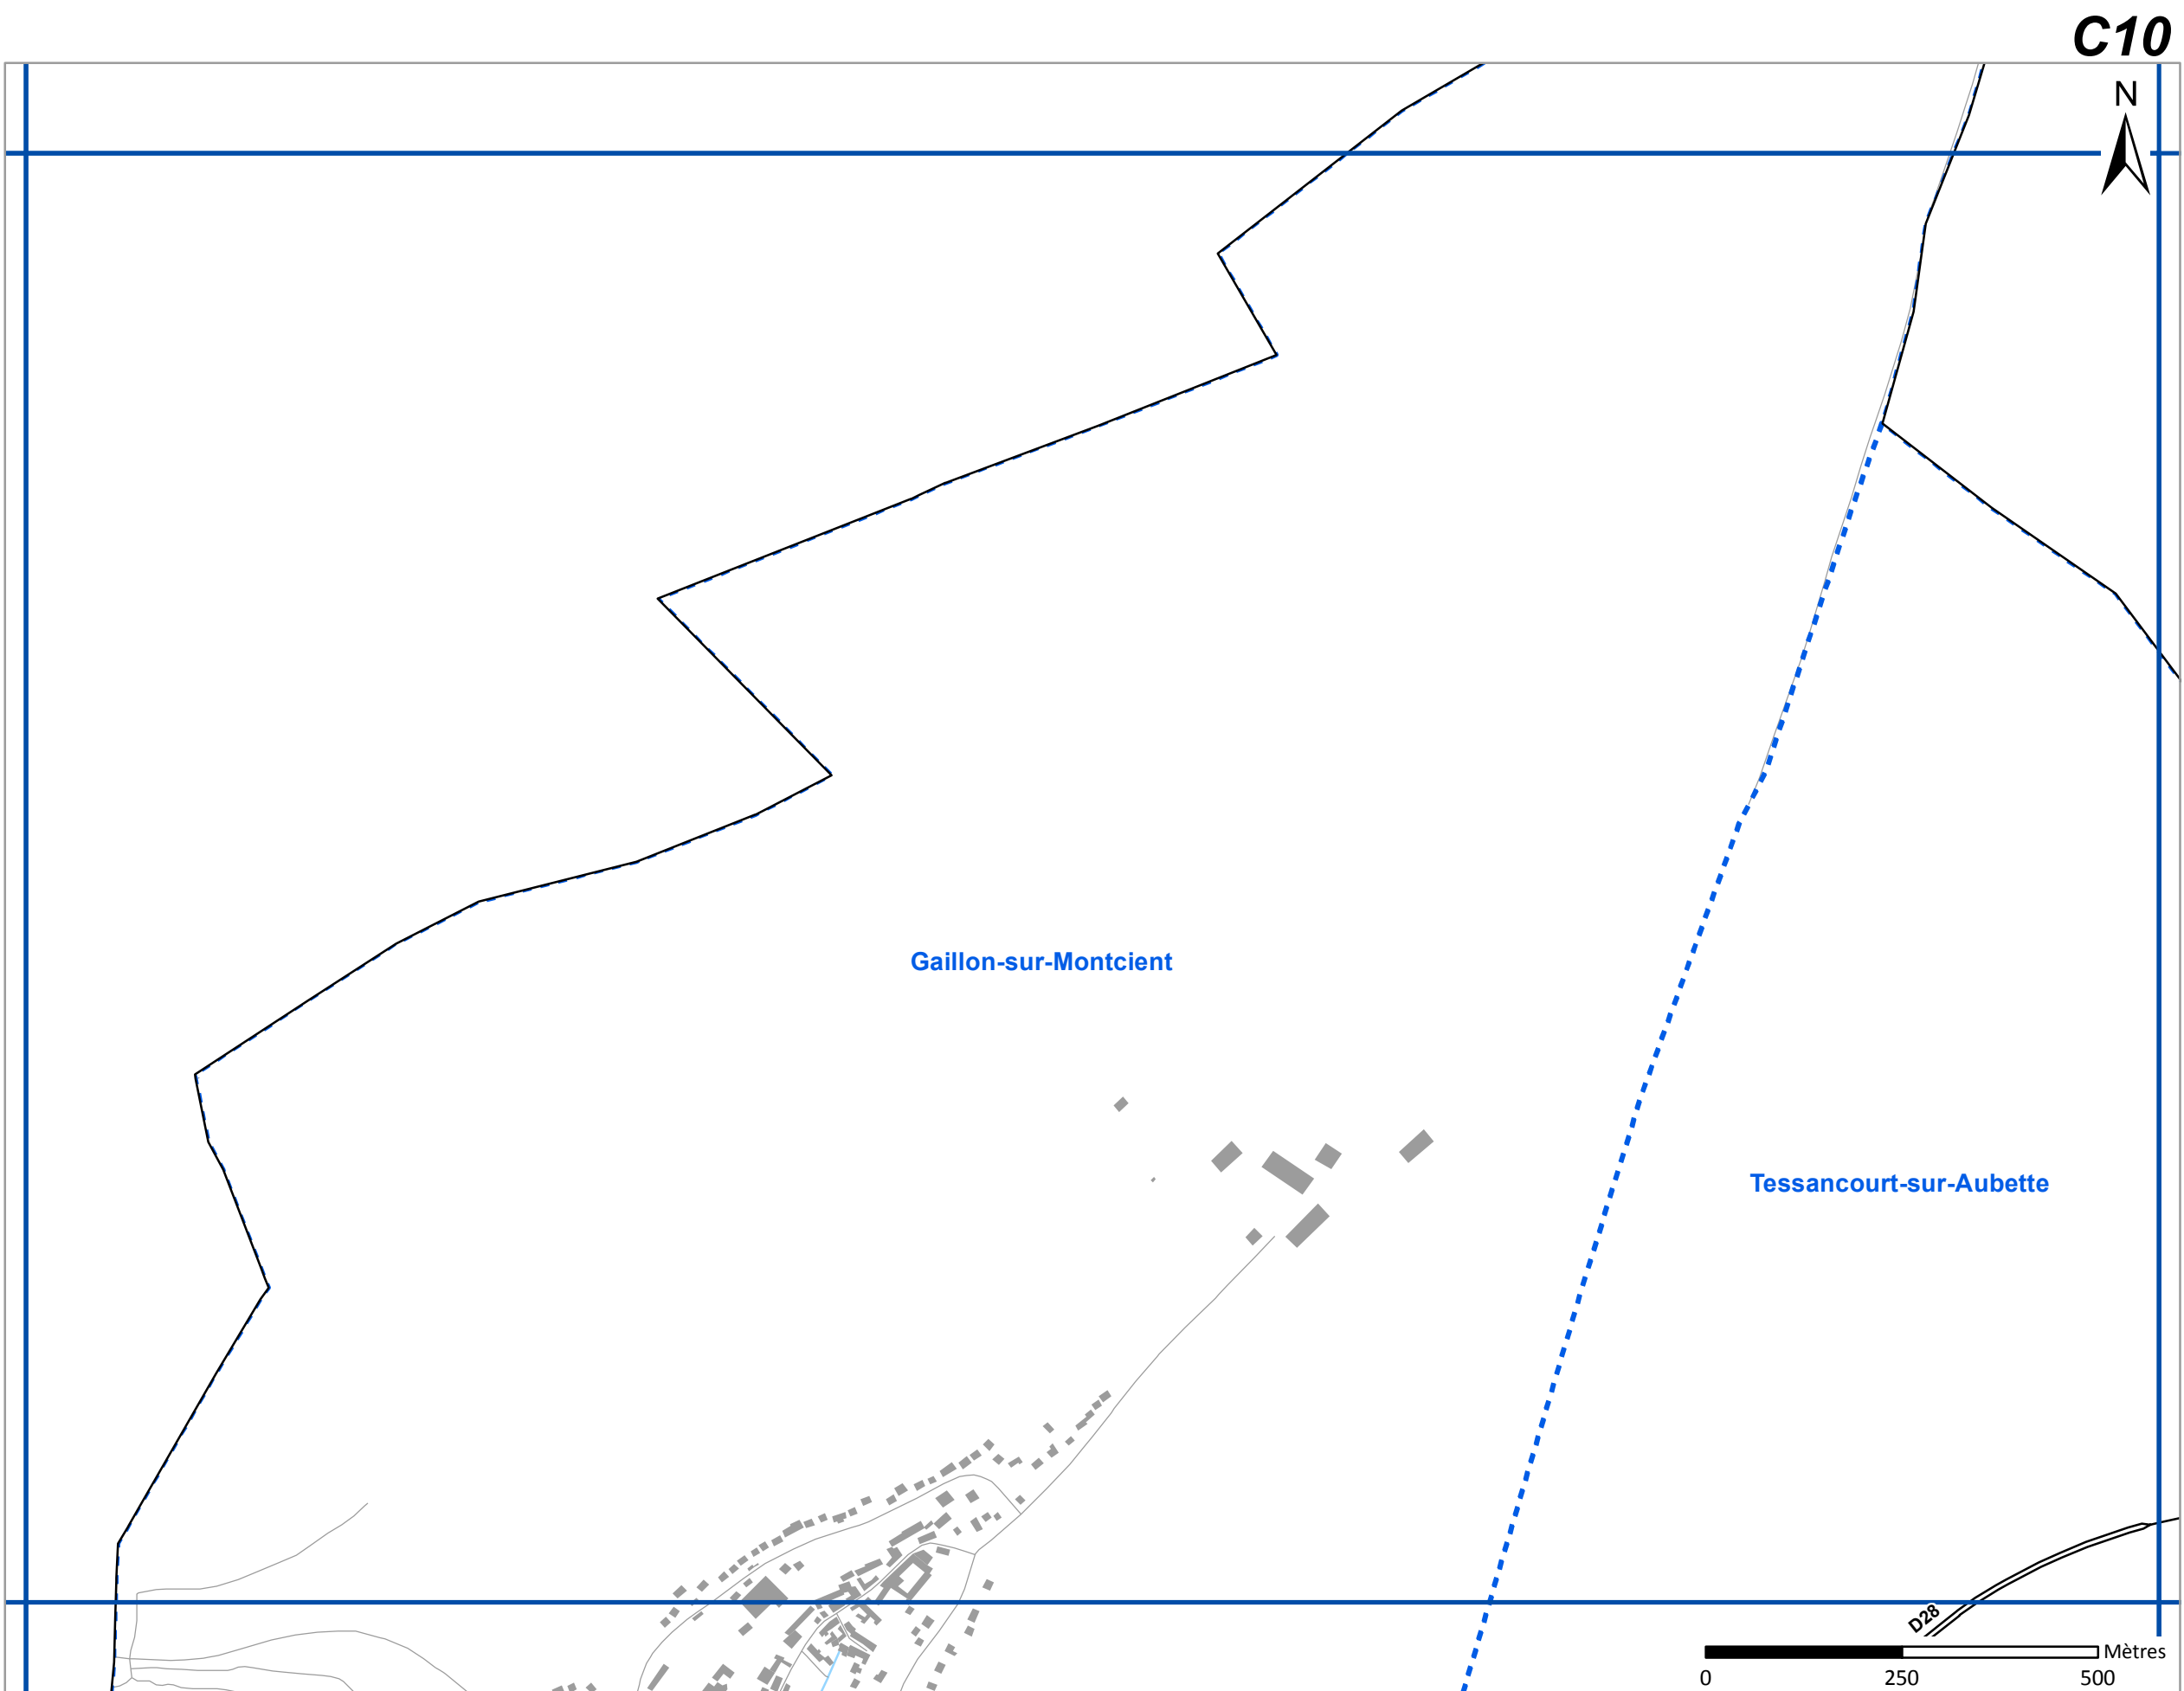 C10
N
Gaillon-sur-Montcient
Tessancourt-sur-Aubette
D28
Mètres
0 250 500